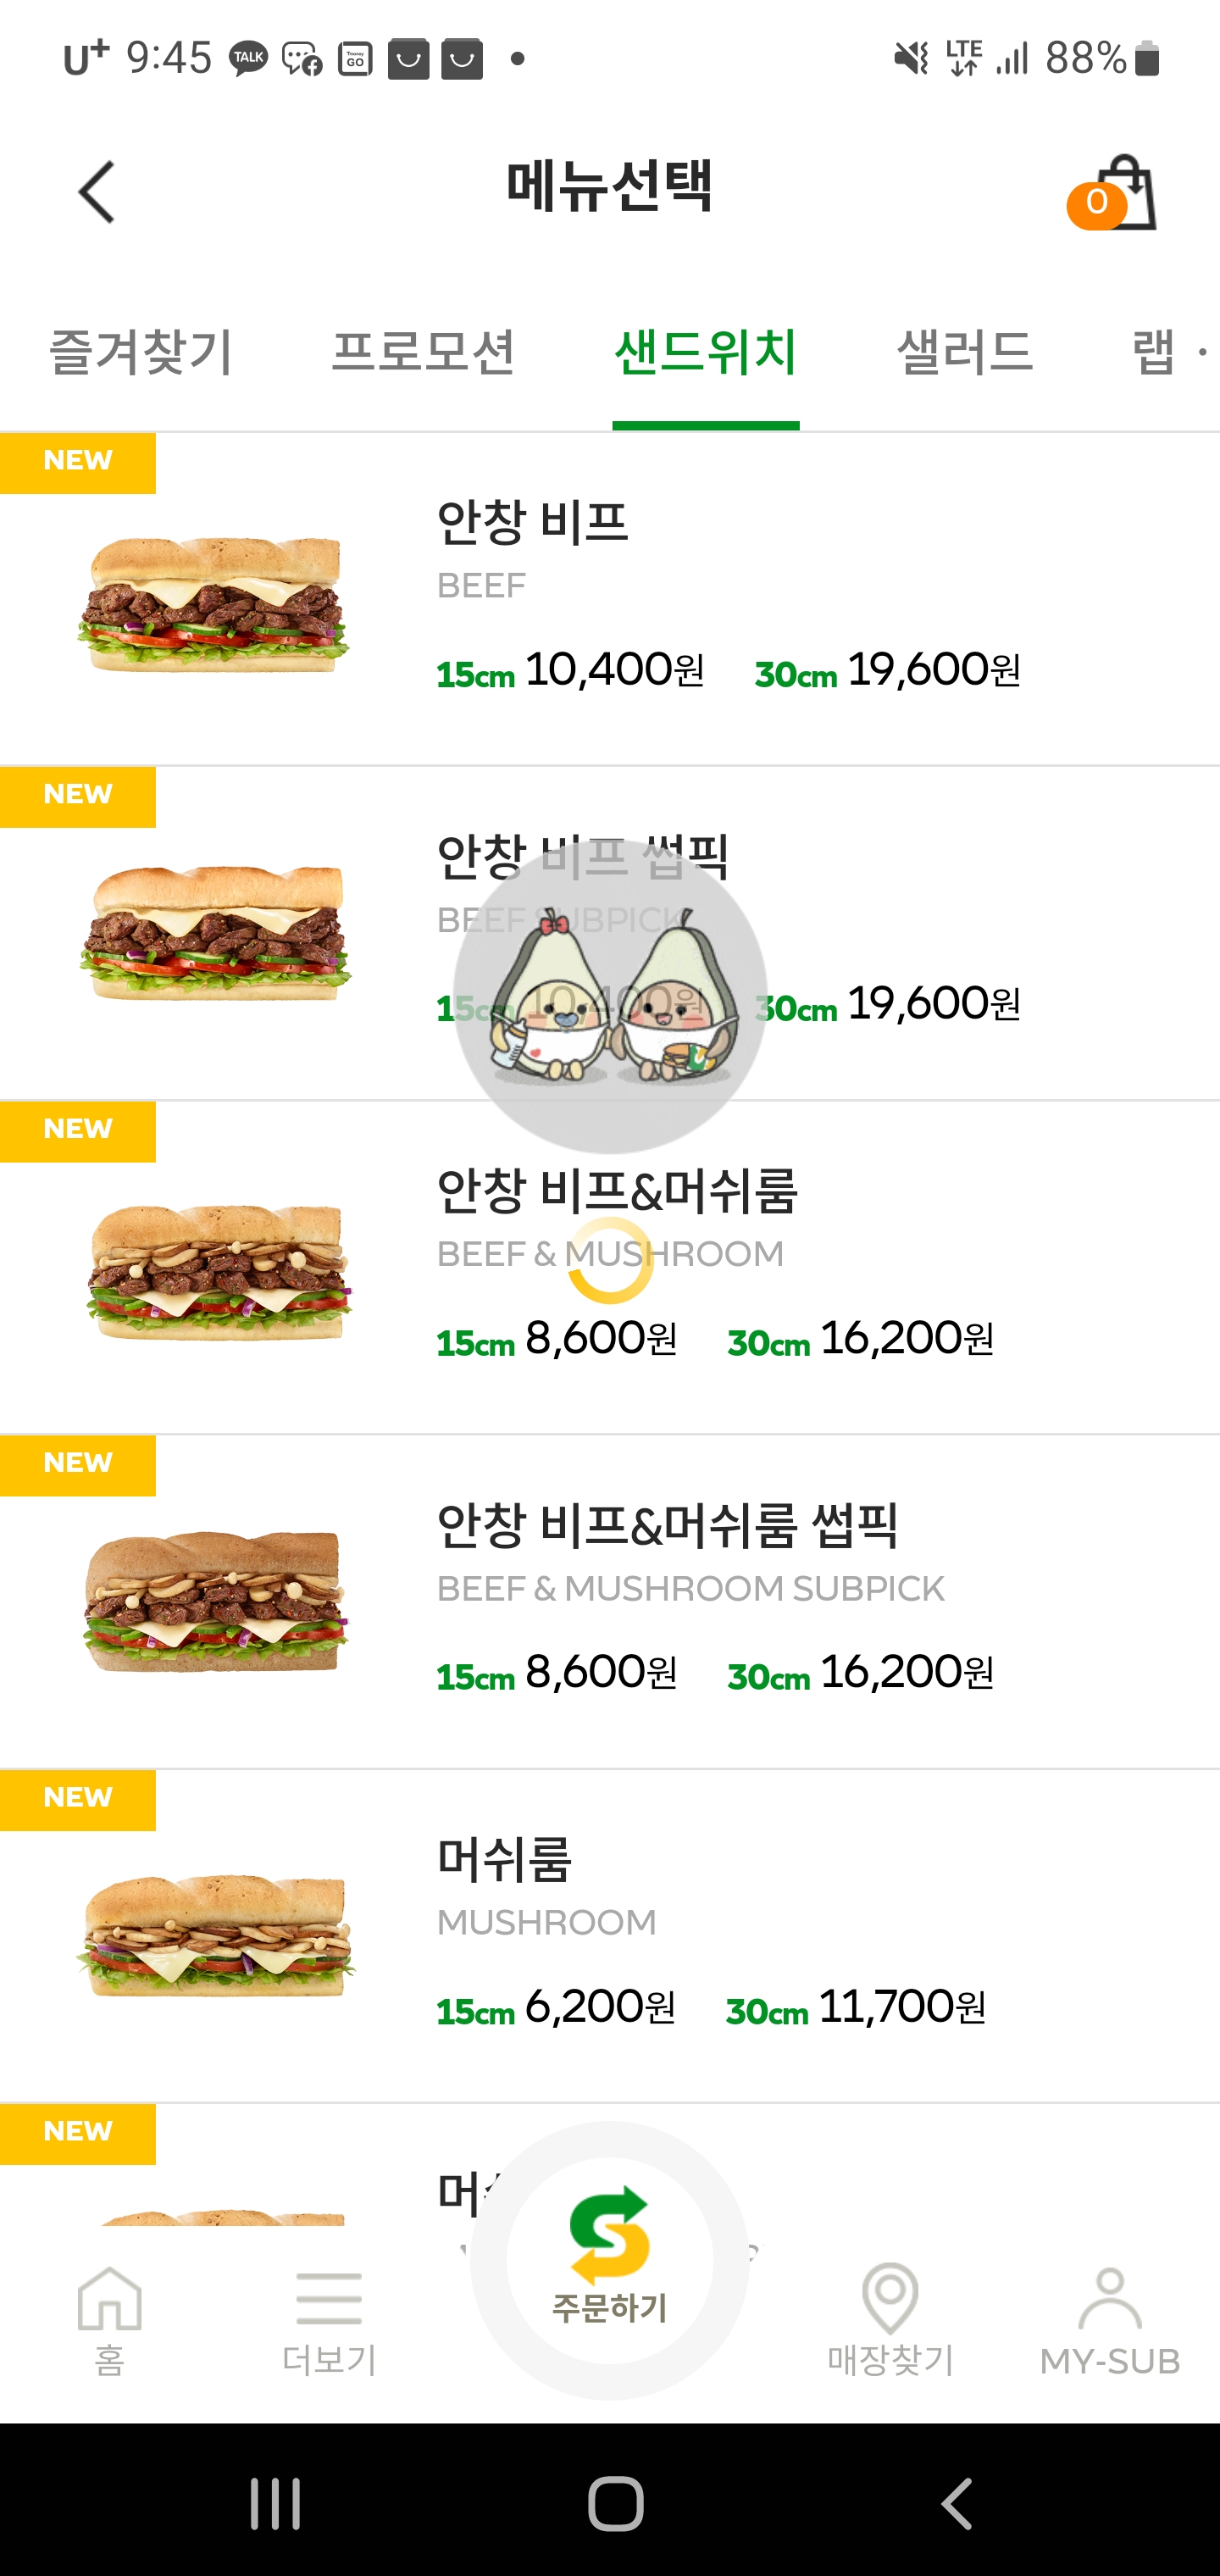 U+ 9:45 TALK GO LTE 88%
메뉴선택
0
즐겨찾기 프로모션 샌드위치 샐러드 랩 ·
NEW
안창 비프
BEEF
15cm 10,400원 30cm 19,600원
NEW
안창 비프 썹픽
BEEF SUBPICK
15cm 10,400원 30cm 19,600원
NEW
안창 비프&머쉬룸
BEEF & MUSHROOM
15cm 8,600원 30cm 16,200원
NEW
안창 비프&머쉬룸 썹픽
BEEF & MUSHROOM SUBPICK
15cm 8,600원 30cm 16,200원
NEW
머쉬룸
MUSHROOM
15cm 6,200원 30cm 11,700원
NEW
주문하기
홈 더보기 매장찾기 MY-SUB